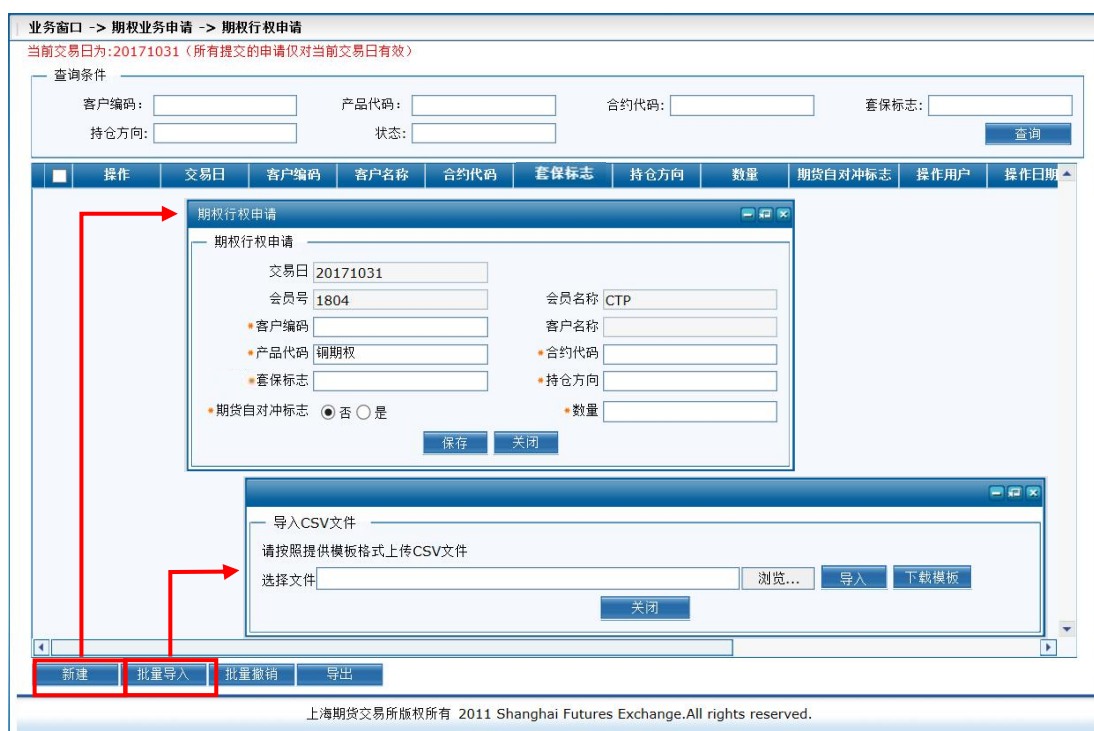 业务窗口 -> 期权业务申请 -> 期权行权申请
当前交易日为:20171031（所有提交的申请仅对当前交易日有效）
查询条件
客户编码: 产品代码: 合约代码: 套保标志:
持仓方向: 状态: 查询
操作 交易日 客户编码 客户名称 合约代码 套保标志 持仓方向 数量 期货自对冲标志 操作用户 操作日期
期权行权申请
期权行权申请
交易日 20171031
会员号 1804 会员名称 CTP
*客户编码 客户名称
*产品代码 铜期权 *合约代码
*套保标志 *持仓方向
*期货自对冲标志 否 是 *数量
保存 关闭
导入CSV文件
请按照提供模板格式上传CSV文件
选择文件 浏览... 导入 下载模板
关闭
新建 批量导入 批量撤销 导出
上海期货交易所版权所有 2011 Shanghai Futures Exchange.All rights reserved.